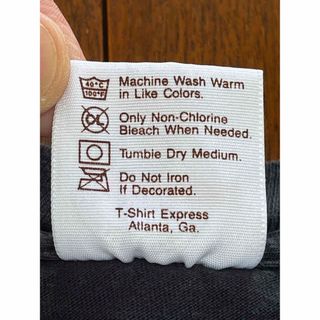 40°C
100°F
Machine Wash Warm
in Like Colors.
CL
Only Non-Chlorine
Bleach When Needed.
Tumble Dry Medium.
Do Not Iron
If Decorated.
T-Shirt Express
Atlanta, Ga.